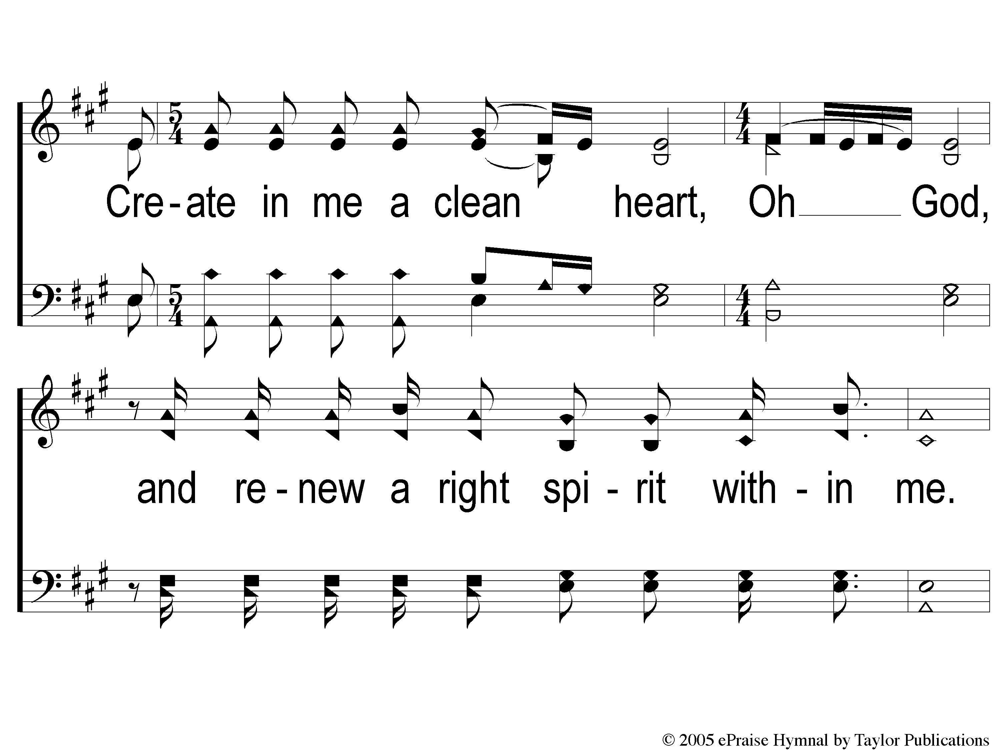 Cre-ate in me a clean heart, Oh____ God,
and re - new a right spi - rit with - in me.
© 2005 ePraise Hymnal by Taylor Publications